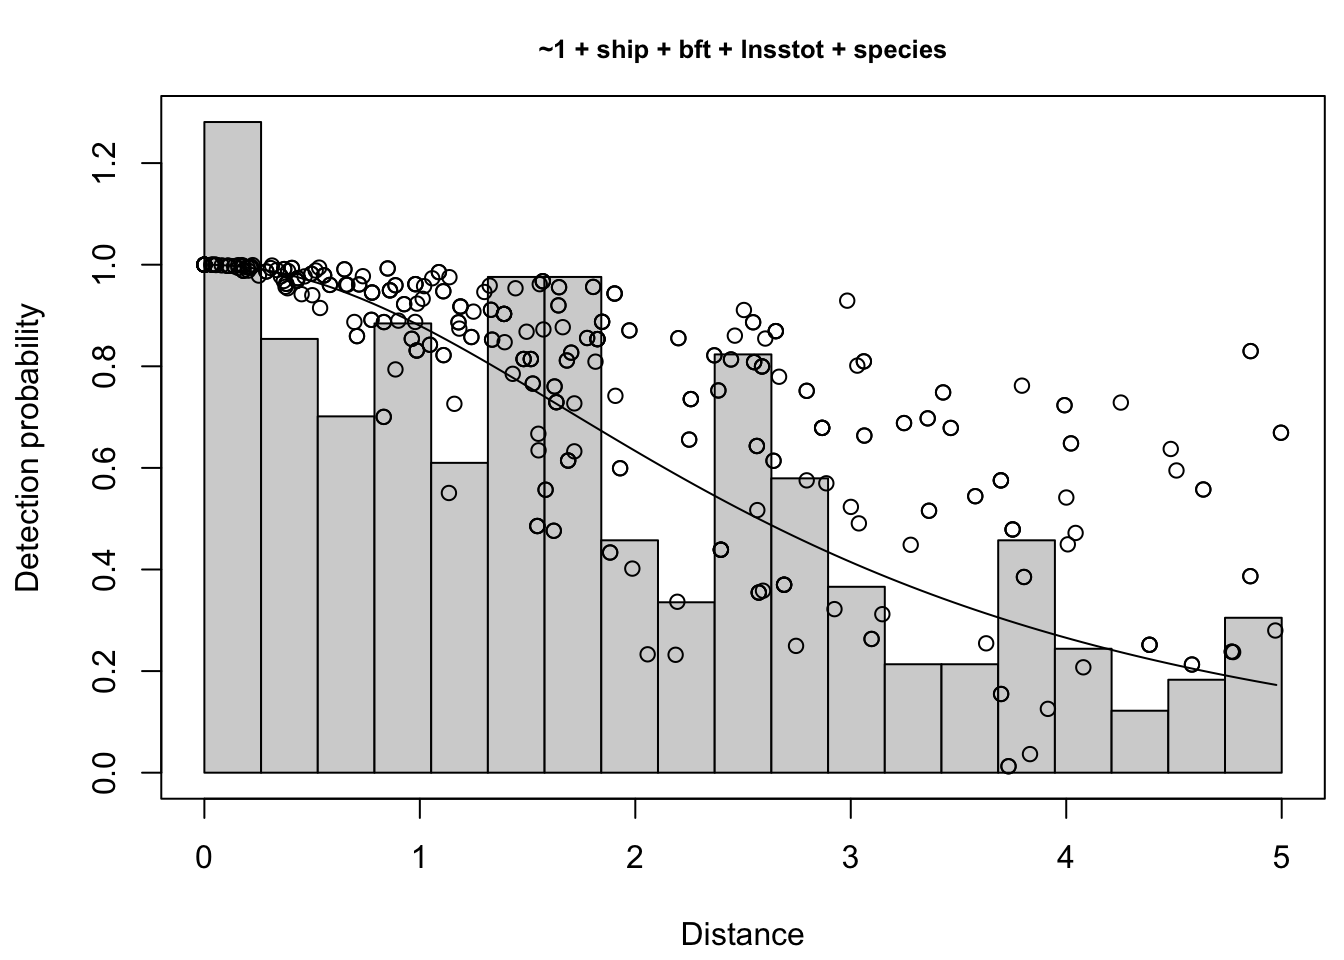 ~1 + ship + bft + lnsstot + species
Detection probability
1.2
1.0
0.8
0.6
0.4
0.2
0.0
0 1 2 3 4 5
Distance